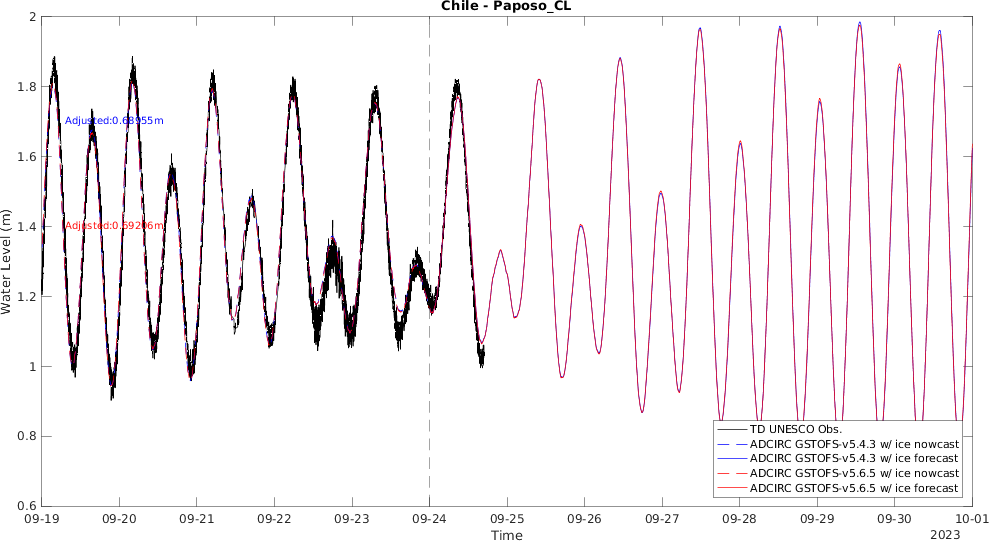 Chile - Paposo_CL
2
1.8
1.6
1.4
1.2
1
0.8
0.6
Water Level (m)
Adjusted:0.68955m
Adjusted:0.69206m
TD UNESCO Obs.
ADCIRC GSTOFS-v5.4.3 w/ ice nowcast
ADCIRC GSTOFS-v5.4.3 w/ ice forecast
ADCIRC GSTOFS-v5.6.5 w/ ice nowcast
ADCIRC GSTOFS-v5.6.5 w/ ice forecast
09-19 09-20 09-21 09-22 09-23 09-24 09-25 09-26 09-27 09-28 09-29 09-30 10-01
Time
2023